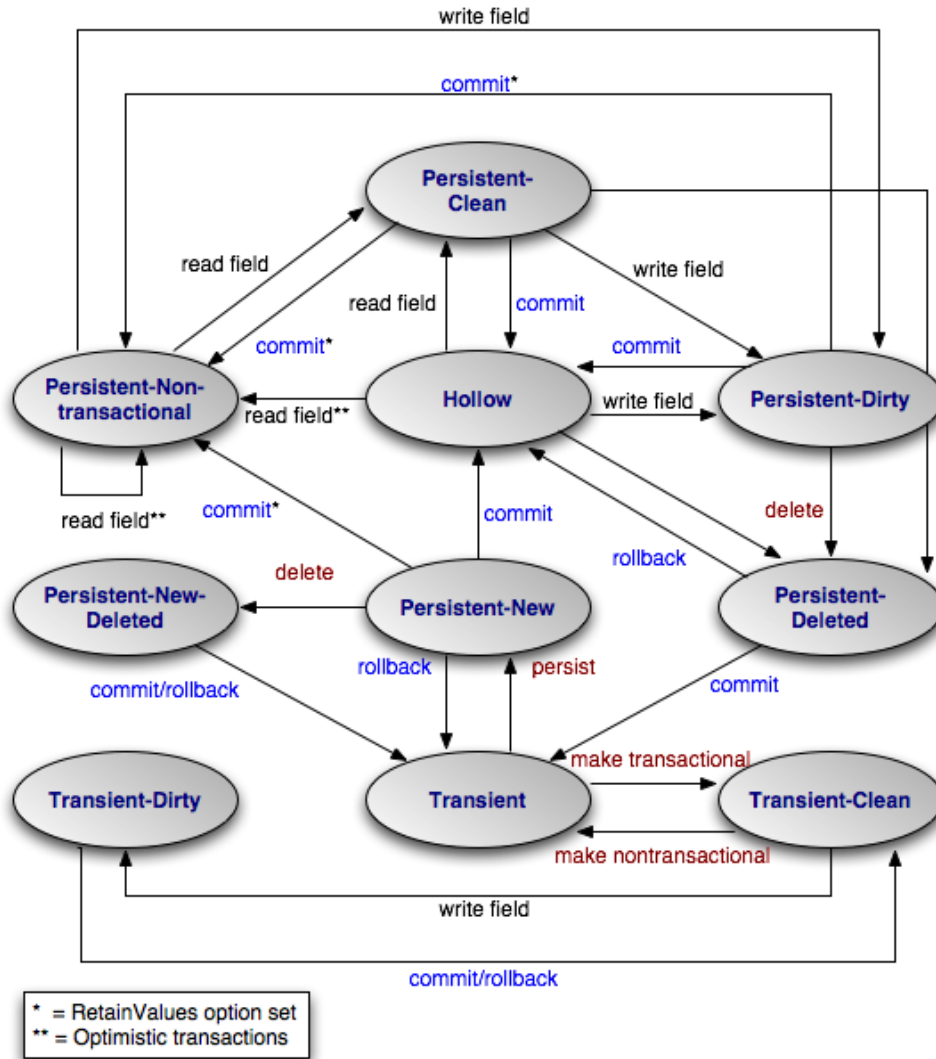 write field
commit*
Persistent-
Clean
read field
write field
read field
commit
commit*
commit
Persistent-Non-
transactional
Hollow
Persistent-Dirty
read field**
write field
read field**
commit*
commit
delete
rollback
delete
Persistent-New-
Deleted
Persistent-New
Persistent-
Deleted
commit/rollback
rollback
persist
commit
make transactional
Transient-Dirty
Transient
Transient-Clean
make nontransactional
write field
commit/rollback
* = RetainValues option set
** = Optimistic transactions